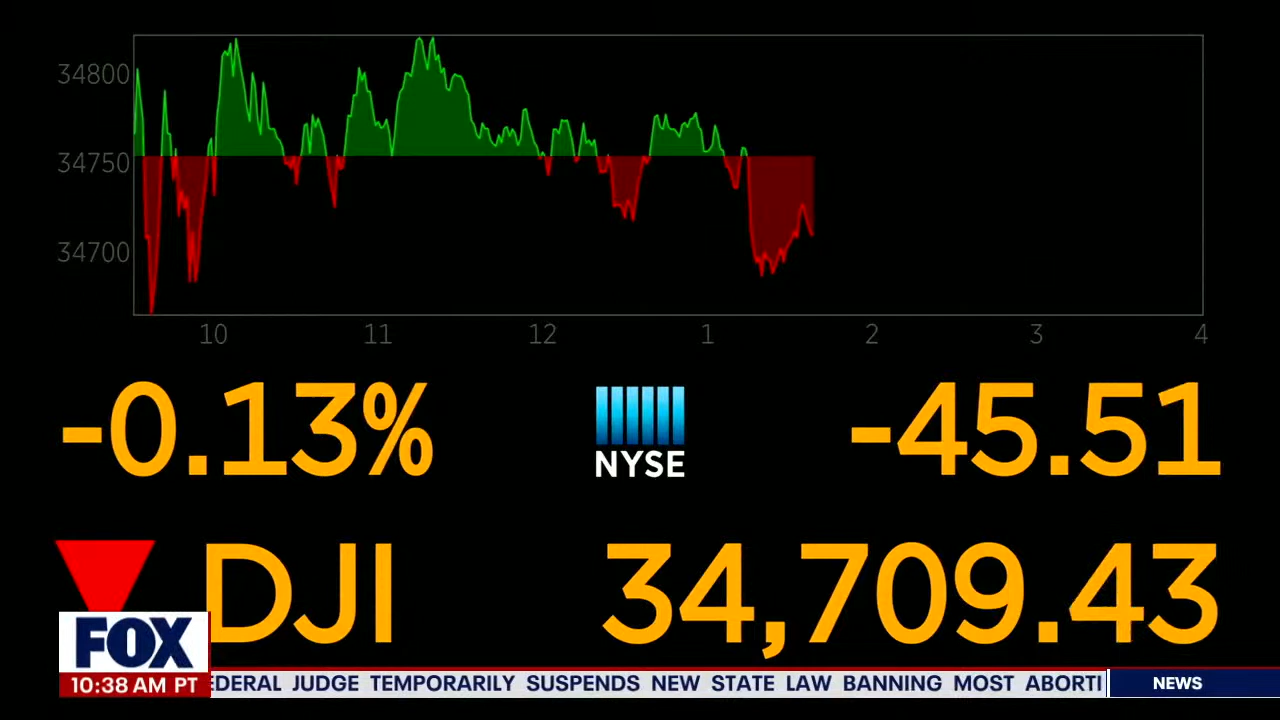 34800
34750
34700
10 11 12 1 2 3 4
-0.13% NYSE -45.51
DJI 34,709.43
FOX
10:38 AM PT EDERAL JUDGE TEMPORARILY SUSPENDS NEW STATE LAW BANNING MOST ABORTI NEWS